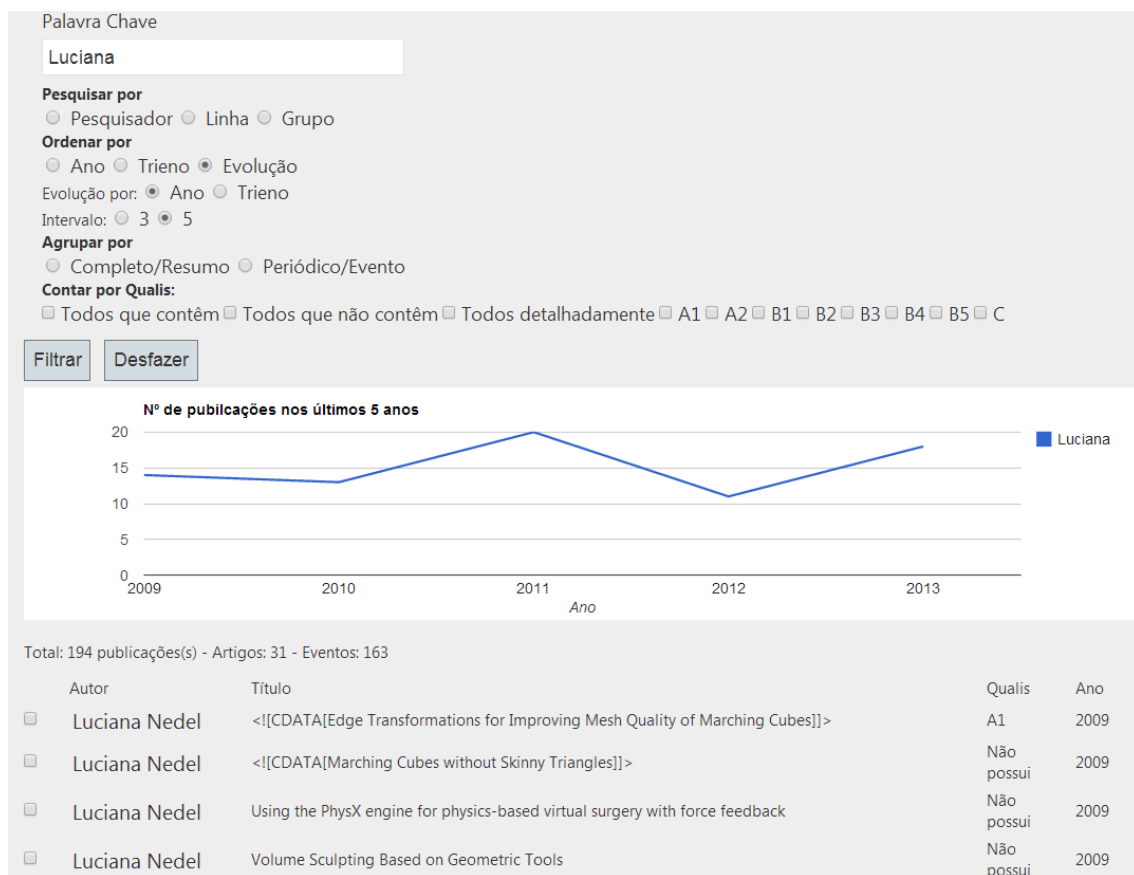 Palavra Chave
Luciana
Pesquisar por
Pesquisador Linha Grupo
Ordenar por
Ano Trieno Evolução
Evolução por: Ano Trieno
Intervalo: 3 5
Agrupar por
Completo/Resumo Periódico/Evento
Contar por Qualis:
Todos que contêm Todos que não contêm Todos detalhadamente A1 A2 B1 B2 B3 B4 B5 C
Filtrar Desfazer
Nº de pubilcações nos últimos 5 anos
20
Luciana
15
10
5
0
2009 2010 2011 2012 2013
Ano
Total: 194 publicações(s) - Artigos: 31 - Eventos: 163
Autor Título Qualis Ano
Luciana Nedel <![CDATA[Edge Transformations for Improving Mesh Quality of Marching Cubes]]> A1 2009
Luciana Nedel <![CDATA[Marching Cubes without Skinny Triangles]]> Não possui 2009
Luciana Nedel Using the PhysX engine for physics-based virtual surgery with force feedback Não possui 2009
Luciana Nedel Volume Sculpting Based on Geometric Tools Não possui 2009